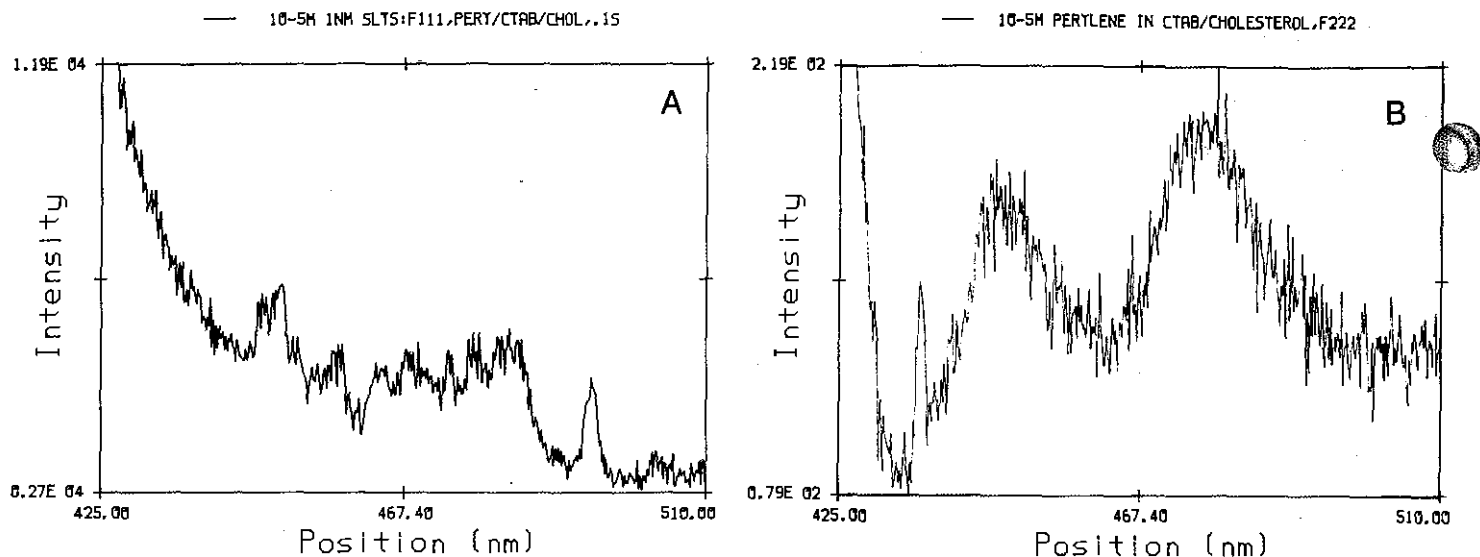 10-5M 1NM SLTS:F111,PERY/CTAB/CHOL,.1S
A
1.19E 04
Intensity
0.27E 04
425.00
467.40
510.00
Position (nm)
10-5M PERYLENE IN CTAB/CHOLESTEROL,F222
B
2.19E 02
Intensity
0.79E 02
425.00
467.40
510.00
Position (nm)